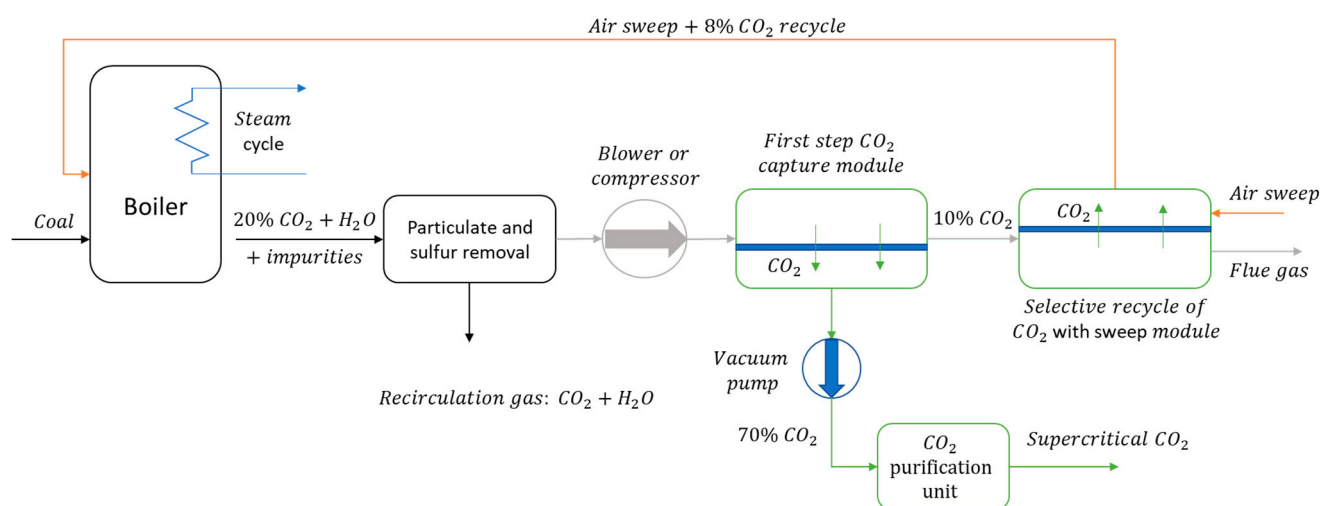 Air sweep + 8% CO₂ recycle
Steam
cycle
Boiler
Coal
20% CO₂ + H₂O
+ impurities
Particulate and
sulfur removal
Blower or
compressor
First step CO₂
capture module
CO₂
10% CO₂
CO₂
Air sweep
Flue gas
Selective recycle of
CO₂ with sweep module
Vacuum
pump
Recirculation gas: CO₂ + H₂O
70% CO₂
CO₂
purification
unit
Supercritical CO₂